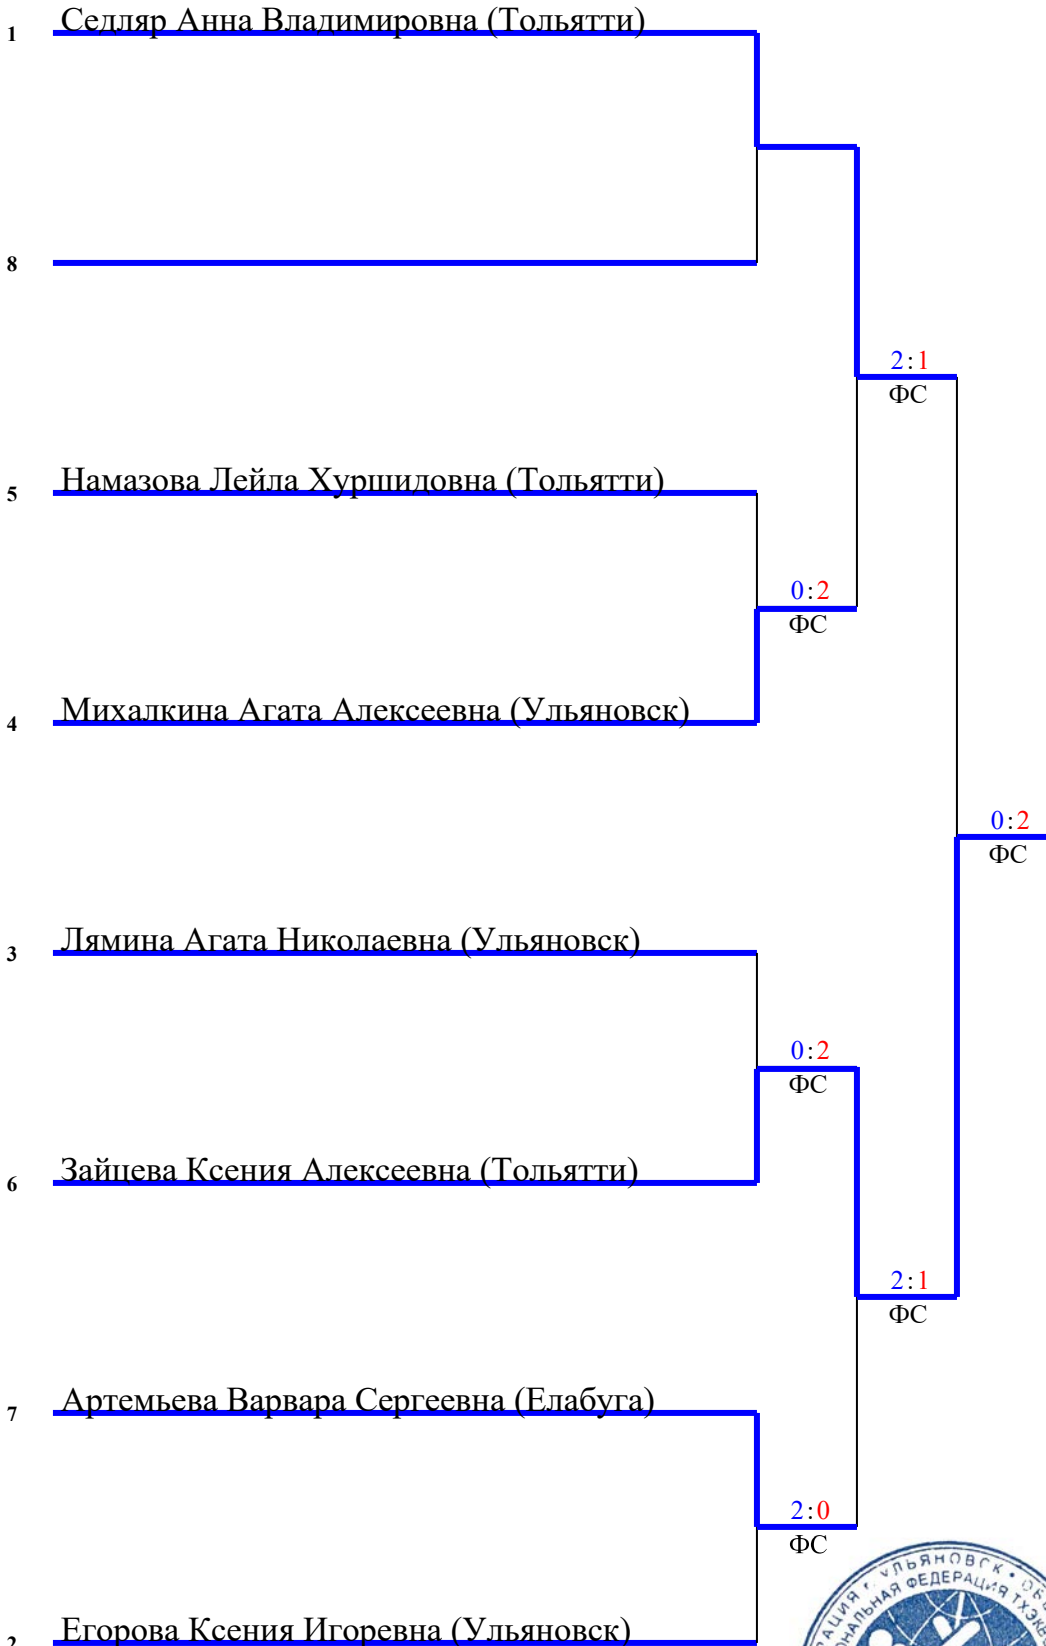 1 Седляр Анна Владимировна (Тольятти)
8
2:1
ФС
5 Намазова Лейла Хуршидовна (Тольятти)
0:2
ФС
4 Михалкина Агата Алексеевна (Ульяновск)
0:2
ФС
3 Лямина Агата Николаевна (Ульяновск)
0:2
ФС
6 Зайцева Ксения Алексеевна (Тольятти)
2:1
ФС
7 Артемьева Варвара Сергеевна (Елабуга)
2:0
ФС
УЛЬЯНОВСК
ФЕДЕРАЦИЯ
2 Егорова Ксения Игоревна (Ульяновск)